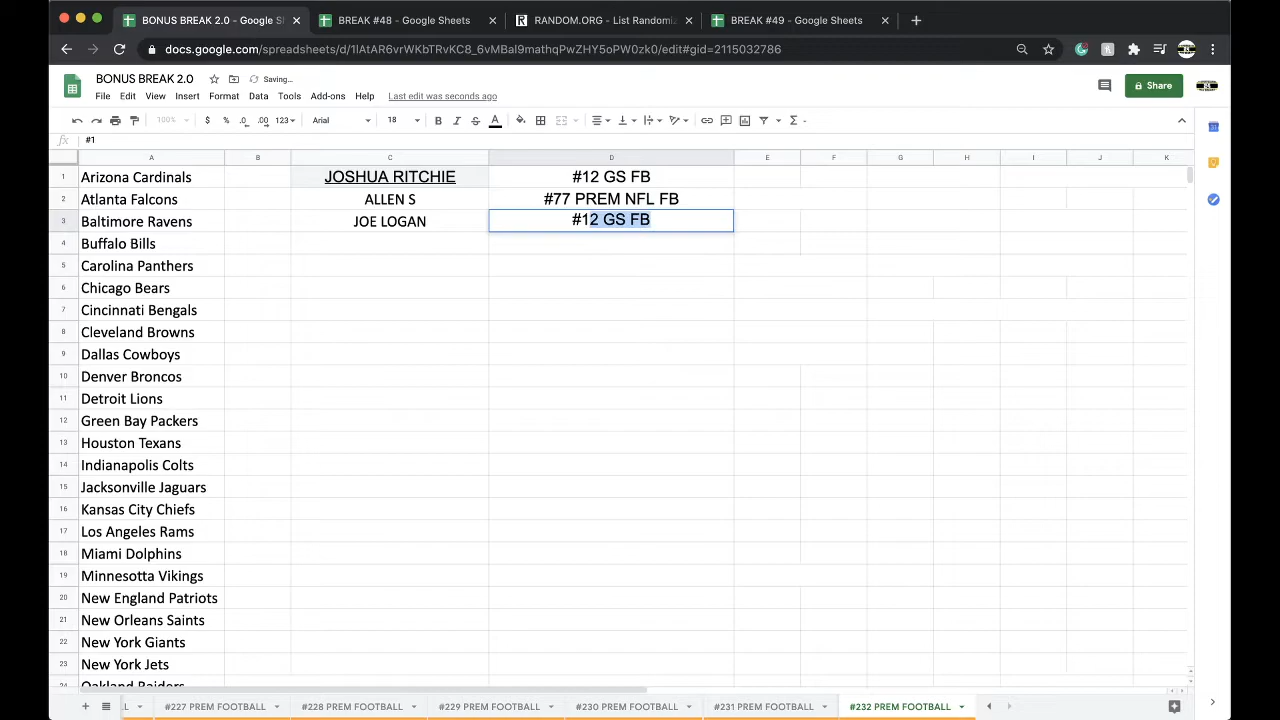 BONUS BREAK 2.0 - Google S
BREAK #48 - Google Sheets
RANDOM.ORG - List Randomiz
BREAK #49 - Google Sheets
docs.google.com/spreadsheets/d/1IAtAR6vrWKbTRvKC8_6vMBal9mathqPwZHY5oPW0zk0/edit#gid=2115032786
BONUS BREAK 2.0
Saving...
File Edit View Insert Format Data Tools Add-ons Help Last edit was seconds ago
Share
100% $ % .0 .00 123 Arial 18 B I S A
fx #1
A B C D E F G H I J K
1 Arizona Cardinals JOSHUA RITCHIE #12 GS FB
2 Atlanta Falcons ALLEN S #77 PREM NFL FB
3 Baltimore Ravens JOE LOGAN #12 GS FB
4 Buffalo Bills
5 Carolina Panthers
6 Chicago Bears
7 Cincinnati Bengals
8 Cleveland Browns
9 Dallas Cowboys
10 Denver Broncos
11 Detroit Lions
12 Green Bay Packers
13 Houston Texans
14 Indianapolis Colts
15 Jacksonville Jaguars
16 Kansas City Chiefs
17 Los Angeles Rams
18 Miami Dolphins
19 Minnesotta Vikings
20 New England Patriots
21 New Orleans Saints
22 New York Giants
23 New York Jets
24 Oakland Raiders
L #227 PREM FOOTBALL #228 PREM FOOTBALL #229 PREM FOOTBALL #230 PREM FOOTBALL #231 PREM FOOTBALL #232 PREM FOOTBALL